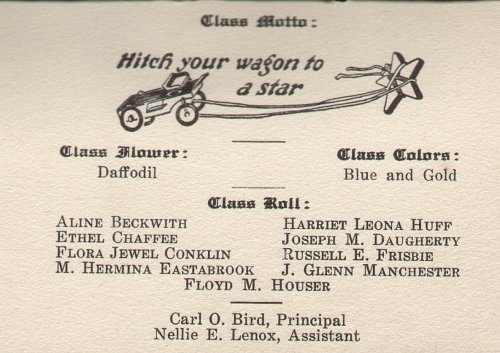 Class Motto:
Hitch your wagon to
a star
Class Flower:
Daffodil
Class Colors:
Blue and Gold
Class Roll:
ALINE BECKWITH
ETHEL CHAFFEE
FLORA JEWEL CONKLIN
M. HERMINA EASTABROOK
HARRIET LEONA HUFF
JOSEPH M. DAUGHERTY
RUSSELL E. FRISBIE
J. GLENN MANCHESTER
FLOYD M. HOUSER
Carl O. Bird, Principal
Nellie E. Lenox, Assistant